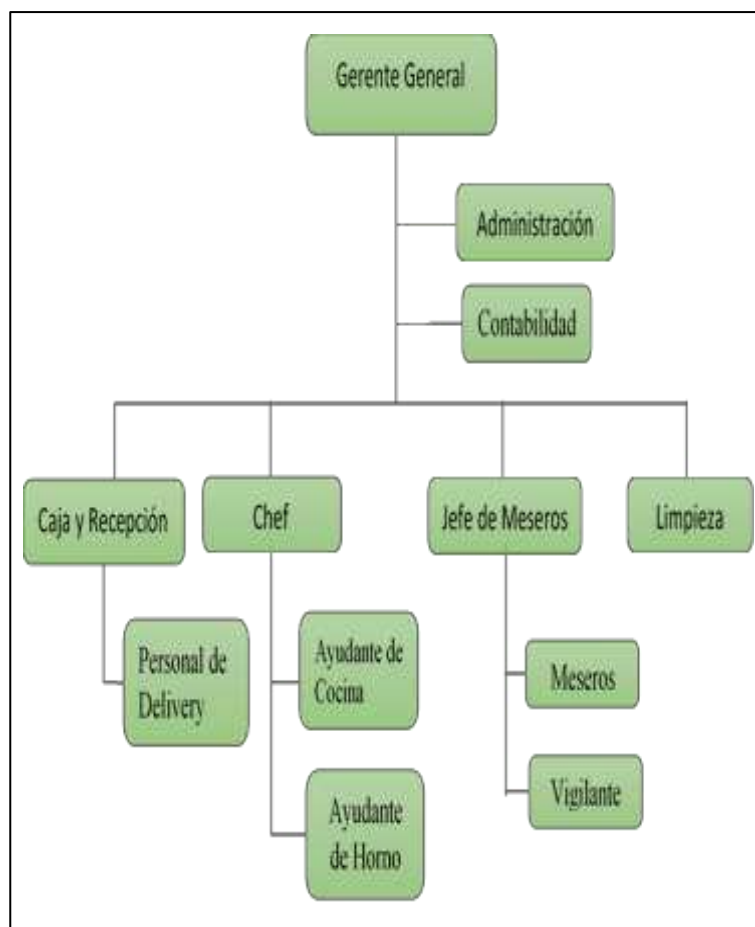 Gerente General
Administración
Contabilidad
Caja y Recepción
Chef
Jefe de Meseros
Limpieza
Personal de
Delivery
Ayudante de
Cocina
Meseros
Vigilante
Ayudante
de Horno